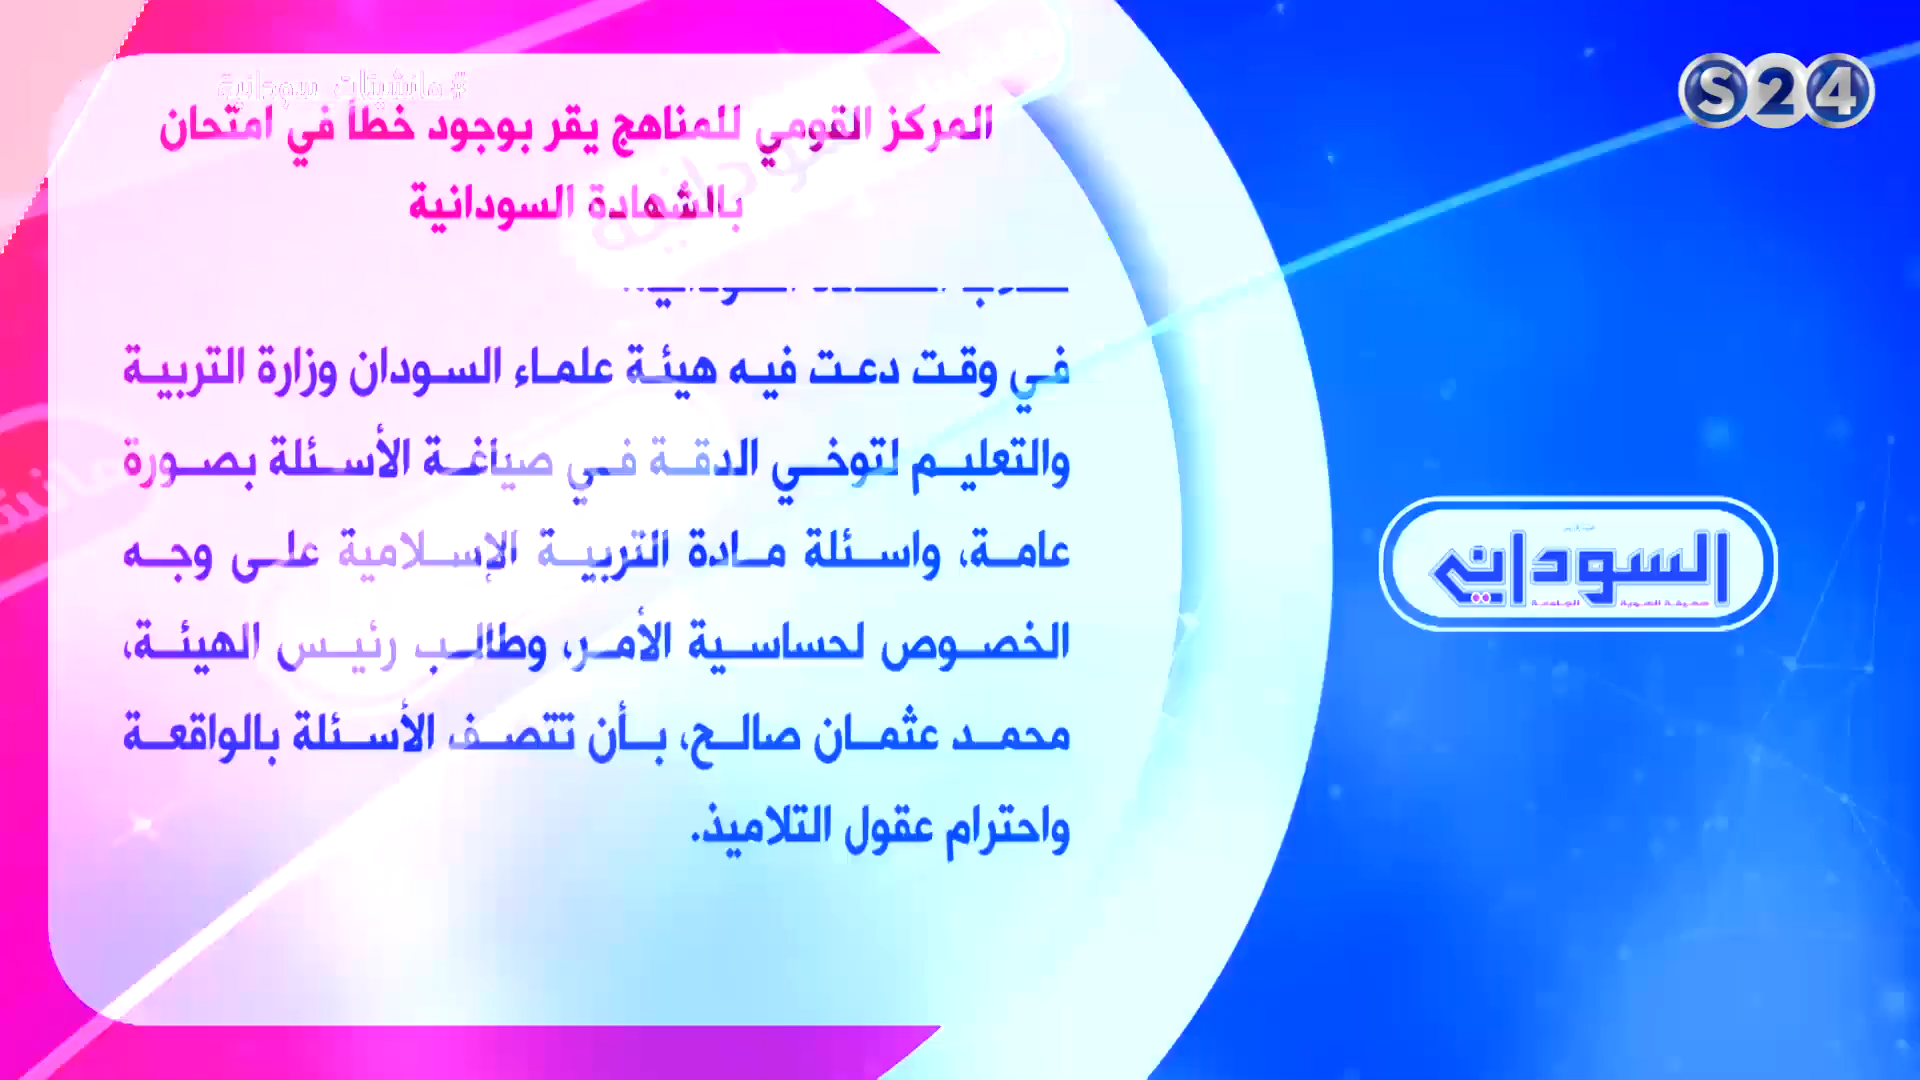 S24
#مانشيتات_سودانية
المركز القومي للمناهج يقر بوجود خطأ في امتحان
بالشهادة السودانية
في وقت دعت فيه هيئة علماء السودان وزارة التربية
والتعليم لتوخي الدقة في صياغة الأسئلة بصورة
عامة، واسئلة مادة التربية الإسلامية على وجه
الخصوص لحساسية الأمر، وطالب رئيس الهيئة،
محمد عثمان صالح، بأن تتصف الأسئلة بالواقعة
واحترام عقول التلاميذ.
السوداني